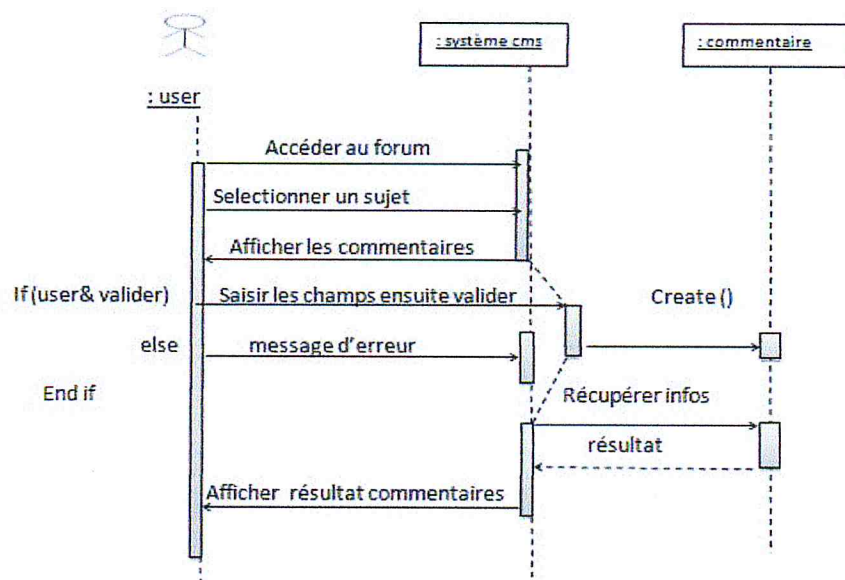 : système cms
: commentaire
: user
Accéder au forum
Selectionner un sujet
Afficher les commentaires
If (user& valider)
Saisir les champs ensuite valider
Create ()
else
message d'erreur
End if
Récupérer infos
résultat
Afficher résultat commentaires